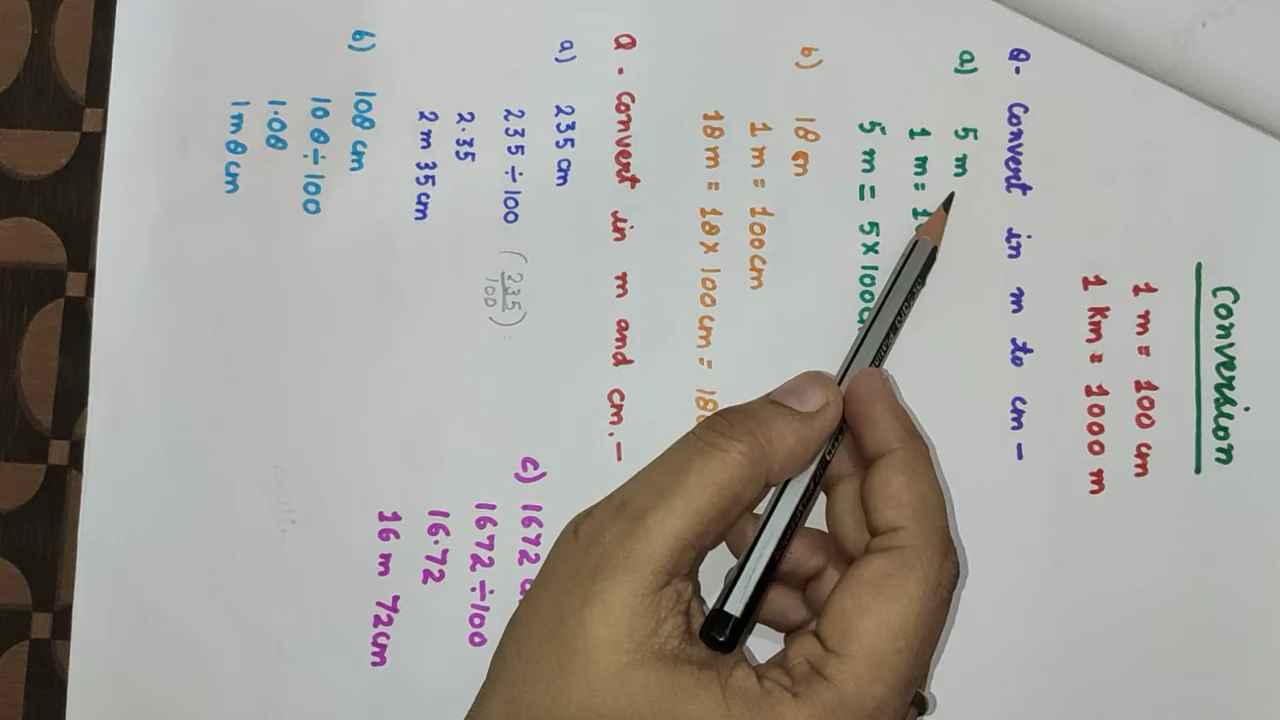 Conversion
1 m = 100 cm
1 km = 1000 m
Q- Convert in m to cm -
a) 5 m
1 m =
5 m = 5 × 100
b) 18 m
1 m = 100 cm
18 m = 18 × 100 cm =
Q - convert in m and cm. -
a) 235 cm
235 ÷ 100 (235/100) =
2.35
2 m 35 cm
b) 108 cm
108 ÷ 100
1.08
1 m 8 cm
c) 1672
1672 ÷ 100
16.72
16 m 72 cm